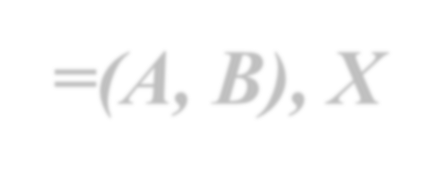 =(A, B), X